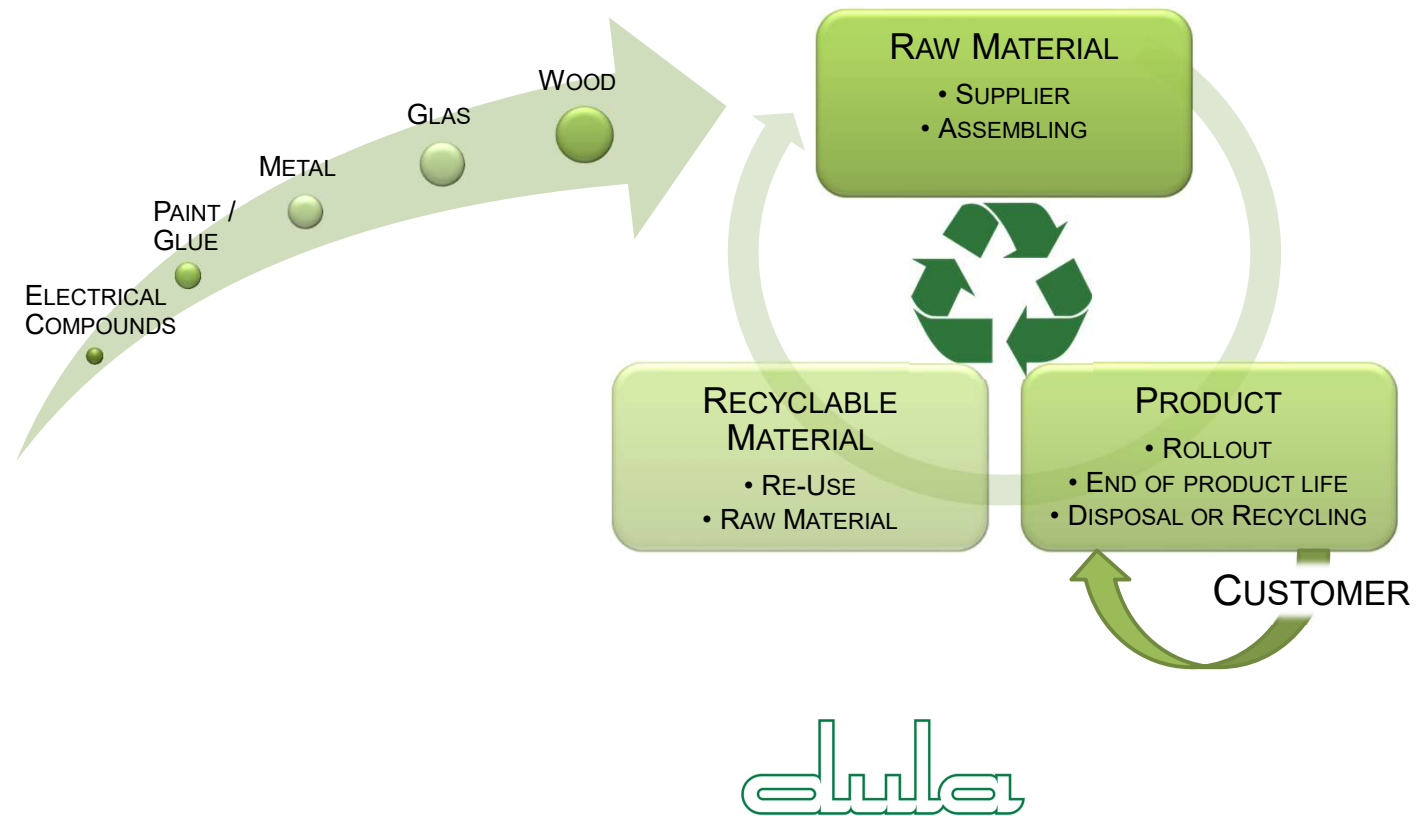 WOOD
GLAS
METAL
PAINT /
GLUE
ELECTRICAL
COMPOUNDS
RAW MATERIAL
• SUPPLIER
• ASSEMBLING
RECYCLABLE
MATERIAL
• RE-USE
• RAW MATERIAL
PRODUCT
• ROLLOUT
• END OF PRODUCT LIFE
• DISPOSAL OR RECYCLING
CUSTOMER
dula